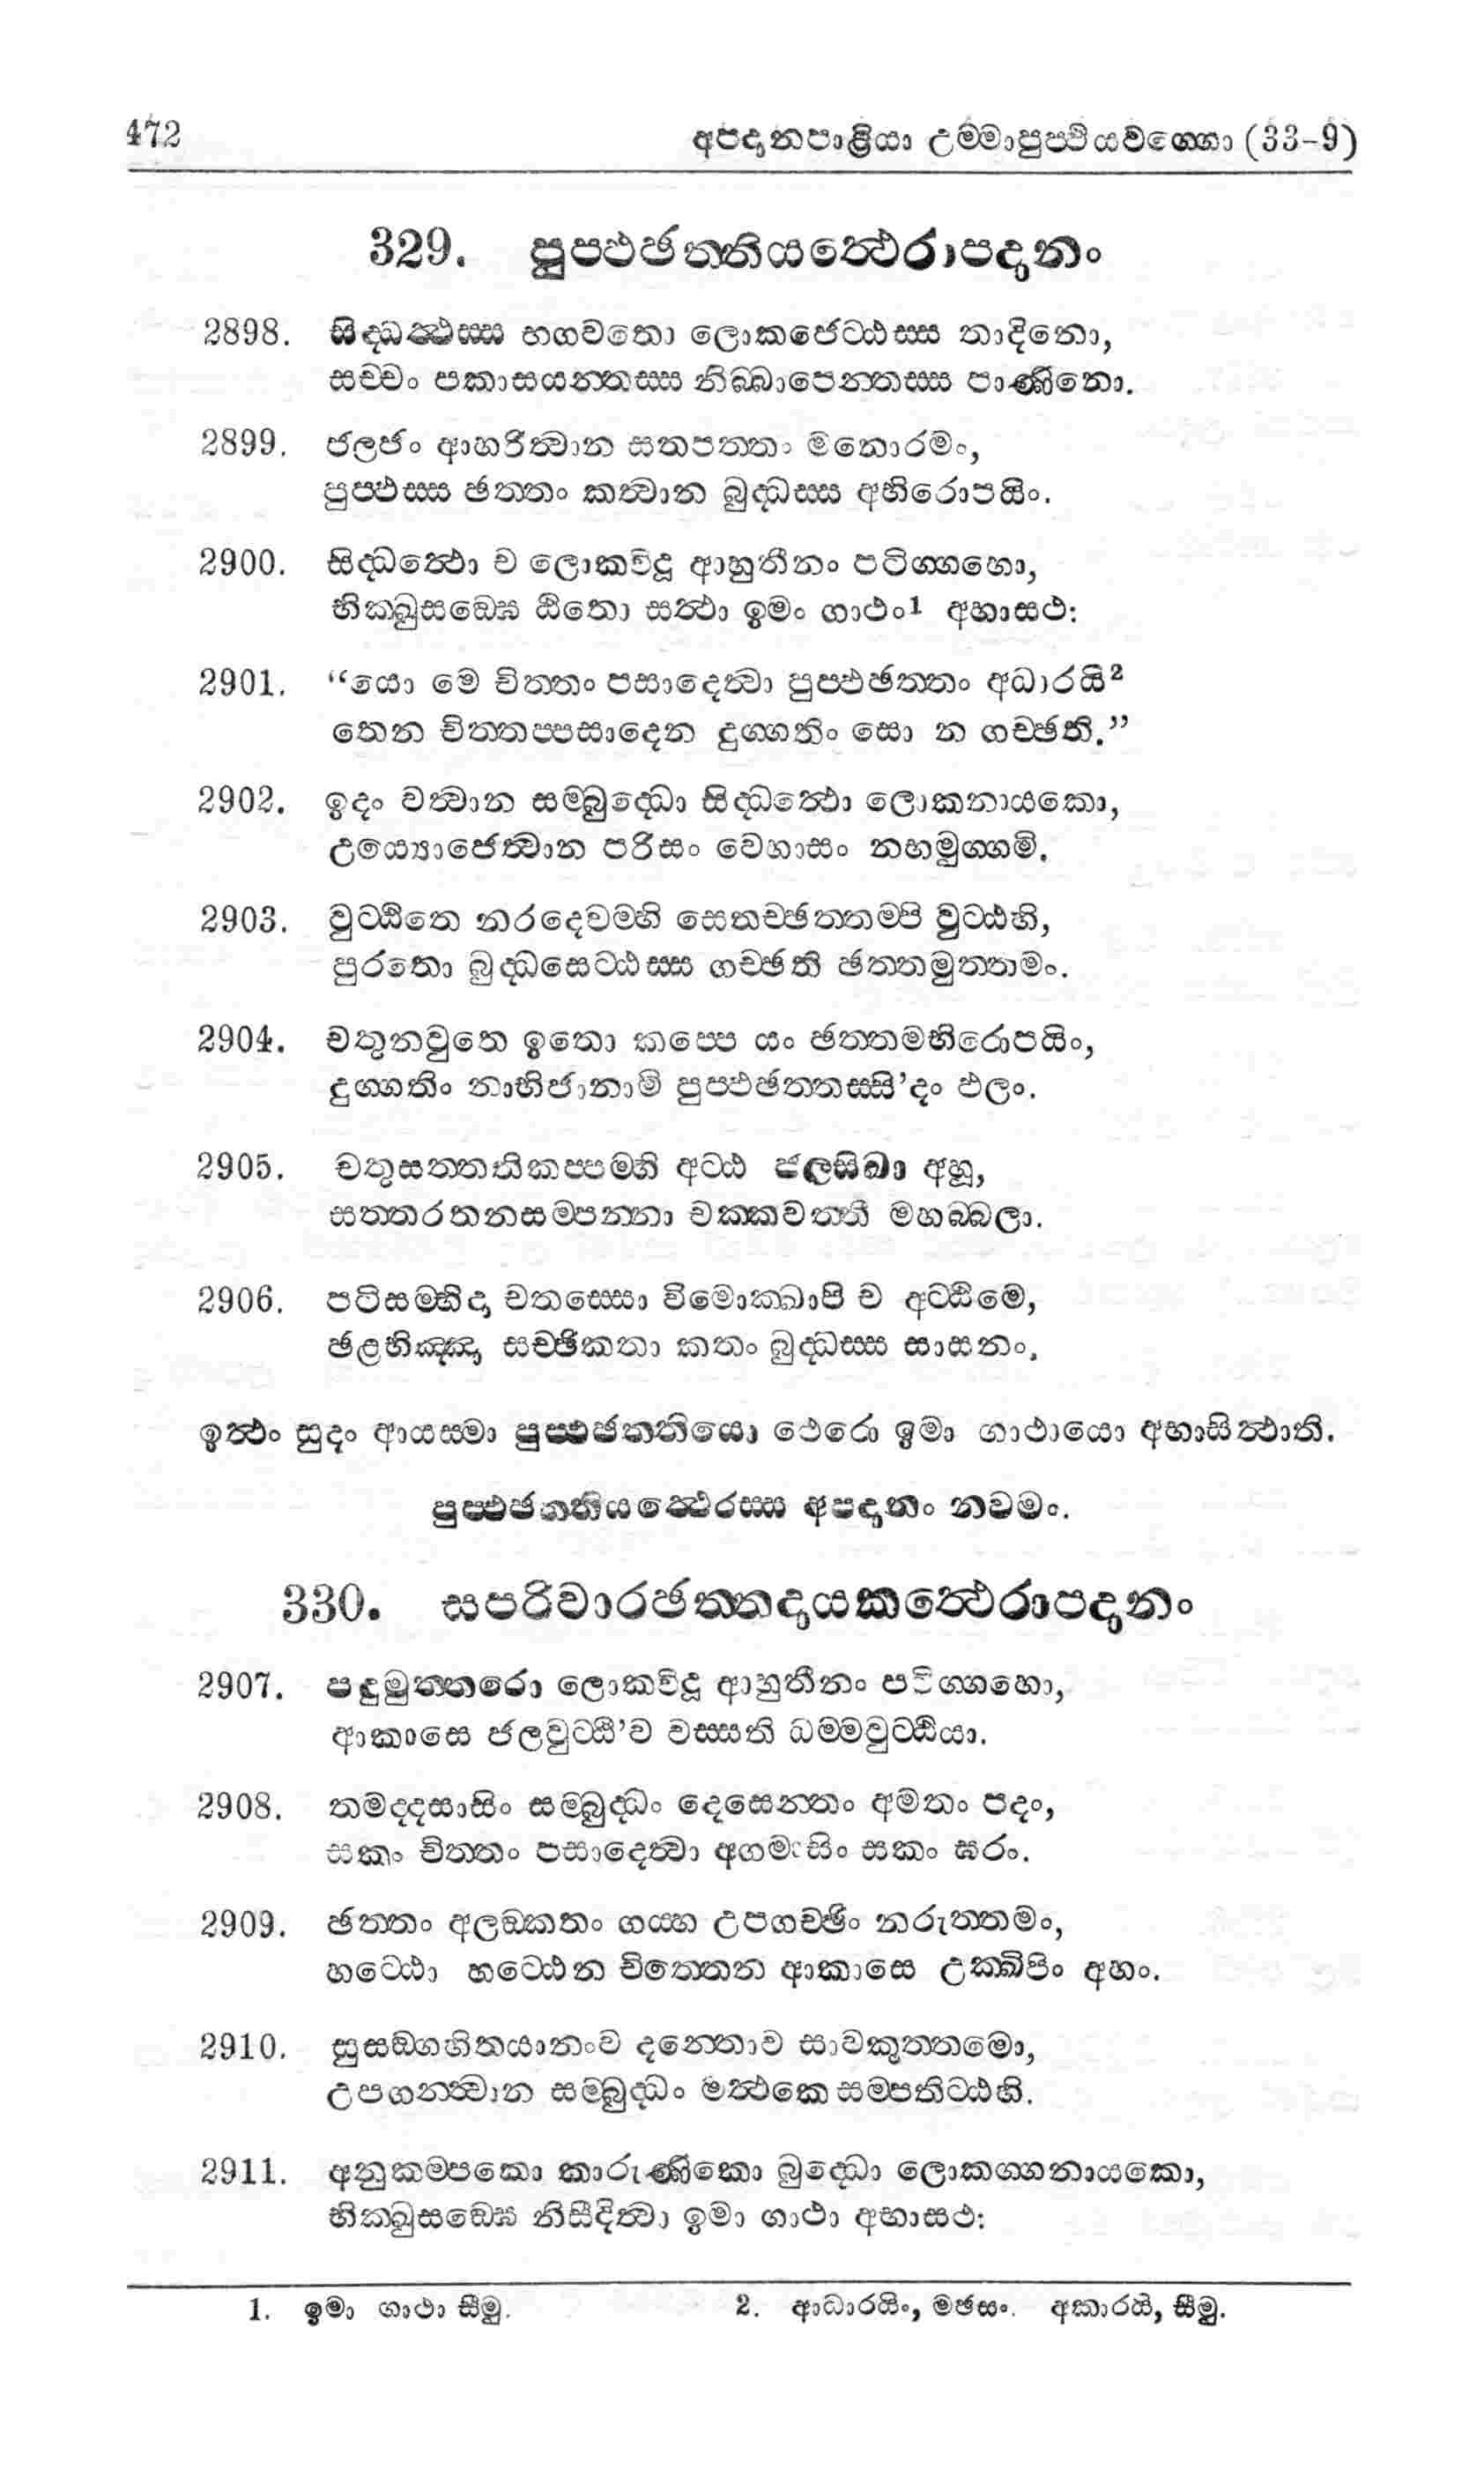 472
අපදානපාළියා උම්මාපුප්ඵියවග්ගො (33-9)
329. පුප්ඵඡත්තියත්ථෙරාපදානං
2898. සිද්ධත්ථස්ස භගවතො ලොකජෙට්ඨස්ස තාදිනො,
සච්චං පකාසයන්තස්ස නිබ්බාපෙන්තස්ස පාණිනො.
2899. ජලජං ආහරිත්වාන සතපත්තං මනොරමං,
පුප්ඵස්ස ඡත්තං කත්වාන බුද්ධස්ස අභිරොපයිං.
2900. සිද්ධත්ථො ච ලොකවිදූ ආහුතීනං පටිග්ගහො,
භික්ඛුසඞ්ඝෙ ඨිතො සත්ථා ඉමං ගාථං1 අභාසථ:
2901. “යො මෙ චිත්තං පසාදෙත්වා පුප්ඵඡත්තං අධාරයි2
තෙන චිත්තප්පසාදෙන දුග්ගතිං සො න ගච්ඡති.”
2902. ඉදං වත්වාන සම්බුද්ධො සිද්ධත්ථො ලොකනායකො,
උය්‍යොජෙත්වාන පරිසං වෙහාසං නභමුග්ගමි.
2903. වුට්ඨිතෙ නරදෙවම්හි සෙතච්ඡත්තම්පි වුට්ඨහි,
පුරතො බුද්ධසෙට්ඨස්ස ගච්ඡති ඡත්තමුත්තමං.
2904. චතුනවුතෙ ඉතො කප්පෙ යං ඡත්තමභිරොපයිං,
දුග්ගතිං නාභිජානාමි පුප්ඵඡත්තස්සි’දං ඵලං.
2905. චතුසත්තතිකප්පම්හි අට්ඨ ජලසිඛා අහූ,
සත්තරතනසම්පන්නා චක්කවත්තී මහබ්බලා.
2906. පටිසම්භිදා චතස්සො විමොක්ඛාපි ච අට්ඨිමෙ,
ඡළභිඤ්ඤා සච්ඡිකතා කතං බුද්ධස්ස සාසනං.
ඉත්ථං සුදං ආයස්මා පුප්ඵඡත්තියො ථෙරො ඉමා ගාථායො අභාසිත්ථාති.
පුප්ඵඡත්තියත්ථෙරස්ස අපදානං නවමං.
330. සපරිවාරඡත්තදායකත්ථෙරාපදානං
2907. පදුමුත්තරො ලොකවිදූ ආහුතීනං පටිග්ගහො,
ආකාසෙ ජලවුට්ඨි’ව වස්සති ධම්මවුට්ඨියා.
2908. තමද්දසාසිං සම්බුද්ධං දෙසෙන්තං අමතං පදං,
සකං චිත්තං පසාදෙත්වා අගමාසිං සකං ඝරං.
2909. ඡත්තං අලඞ්කතං ගය්හ උපගච්ඡිං නරුත්තමං,
හට්ඨො හට්ඨෙන චිත්තෙන ආකාසෙ උක්ඛිපිං අහං.
2910. සුසඞ්ගහිතයානංව දන්තොව සාවකුත්තමො,
උපගන්ත්වාන සම්බුද්ධං මත්ථකෙ සම්පතිට්ඨහි.
2911. අනුකම්පකො කාරුණිකො බුද්ධො ලොකග්ගනායකො,
භික්ඛුසඞ්ඝෙ නිසීදිත්වා ඉමා ගාථා අභාසථ:
1. ඉමා ගාථා සීමු.
2. ආධාරයිං, මඡසං. අකාරයි, සීමු.